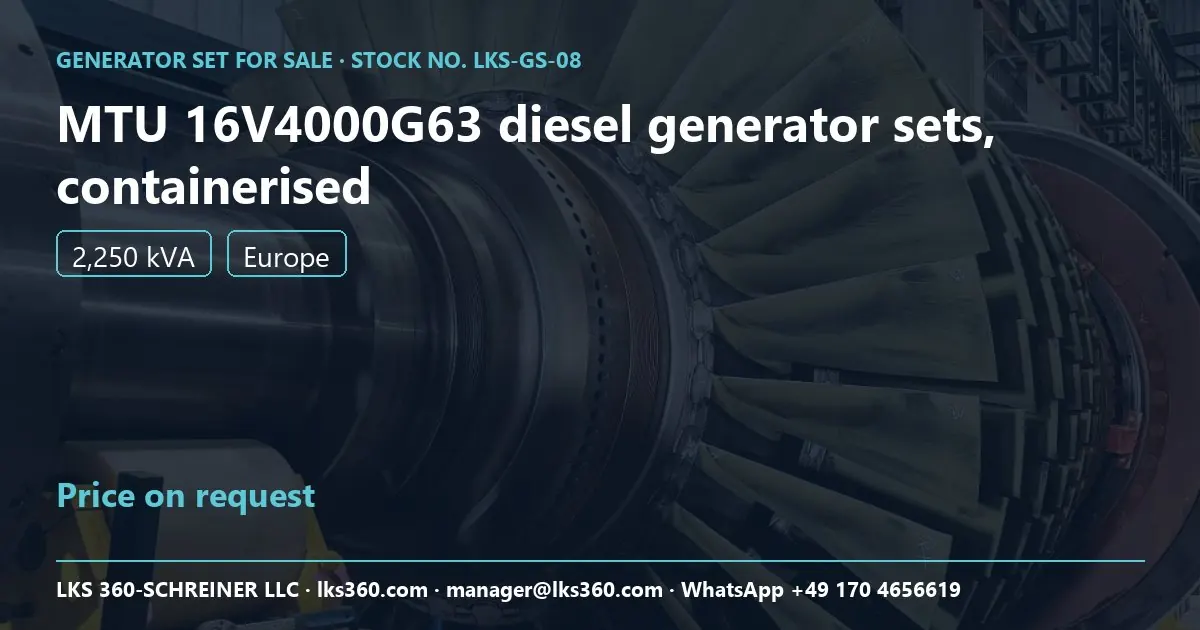 GENERATOR SET FOR SALE · STOCK NO. LKS-GS-08
MTU 16V4000G63 diesel generator sets,
containerised
2,250 kVA
Europe
Price on request
LKS 360-SCHREINER LLC · lks360.com · manager@lks360.com · WhatsApp +49 170 4656619